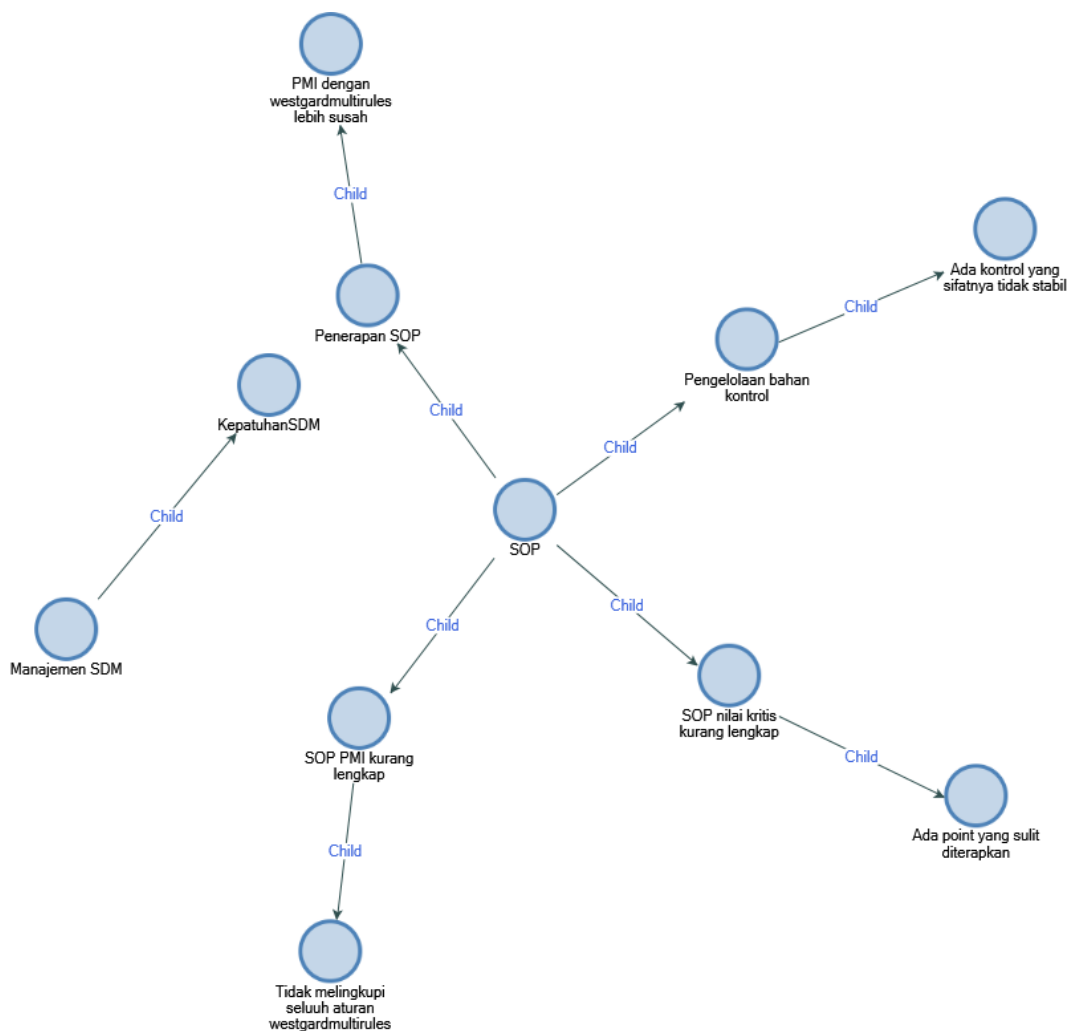 PMI dengan
westgardmultirules
lebih susah
Child
Ada kontrol yang
sifatnya tidak stabil
Child
Penerapan SOP
Pengelolaan bahan
kontrol
Child
KepatuhanSDM
Child
Child
SOP
Child
Child
Manajemen SDM
SOP nilai kritis
kurang lengkap
SOP PMI kurang
lengkap
Child
Ada point yang sulit
diterapkan
Child
Tidak melingkupi
seluuh aturan
westgardmultirules